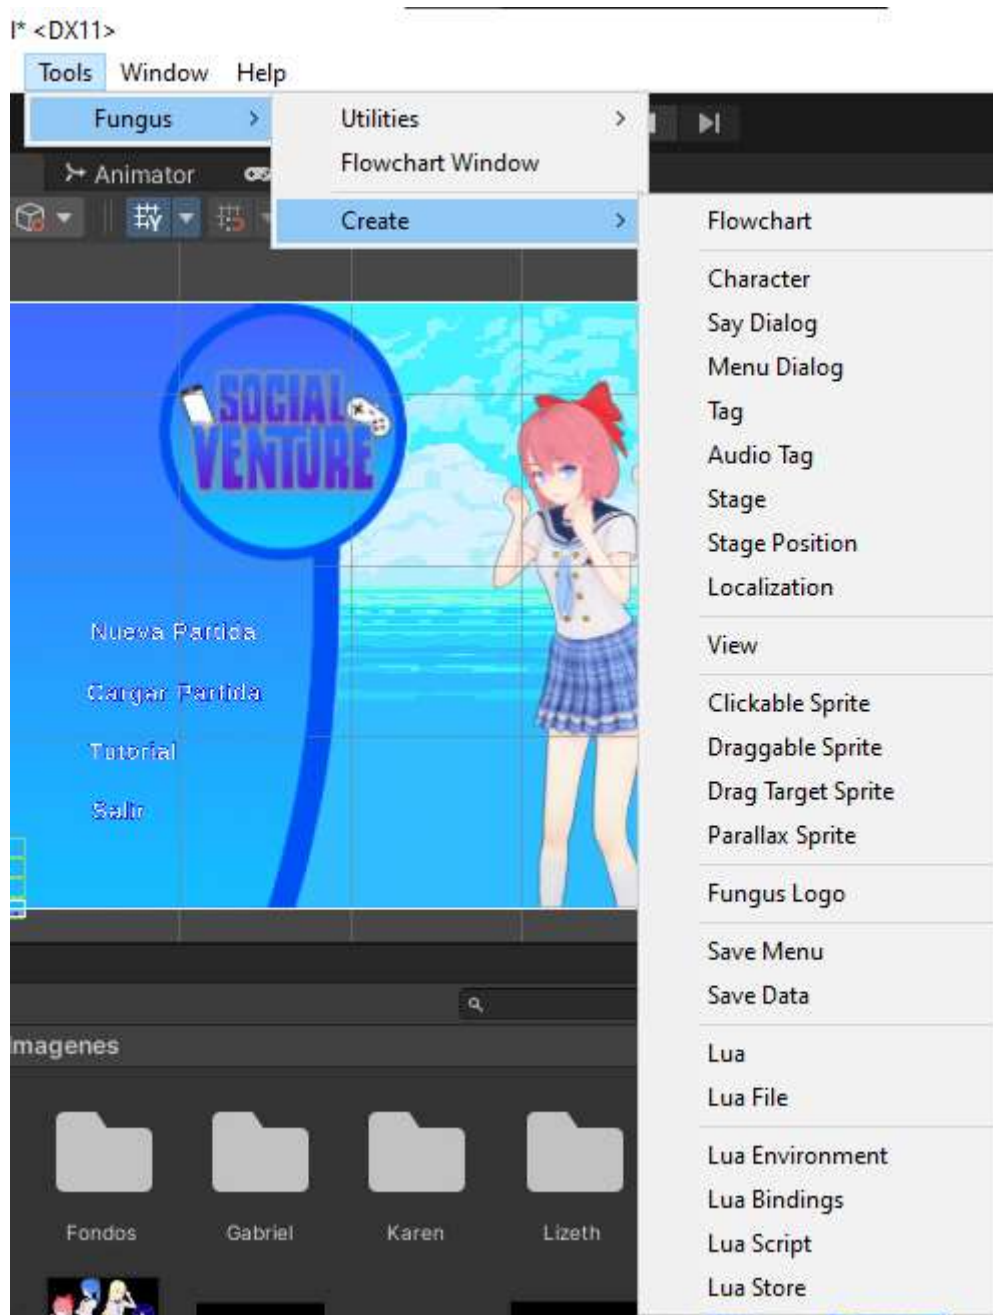 I* <DX11>
Tools Window Help
Fungus
Utilities
Flowchart Window
Animator
Create
Flowchart
Character
Say Dialog
Menu Dialog
Tag
Audio Tag
Stage
Stage Position
Localization
View
Clickable Sprite
Draggable Sprite
Drag Target Sprite
Parallax Sprite
Fungus Logo
Save Menu
Save Data
Lua
Lua File
Lua Environment
Lua Bindings
Lua Script
Lua Store
SOCIAL
VENTURE
Nueva Partida
Cargar Partida
Tutorial
Salir
Imagenes
Fondos Gabriel Karen Lizeth